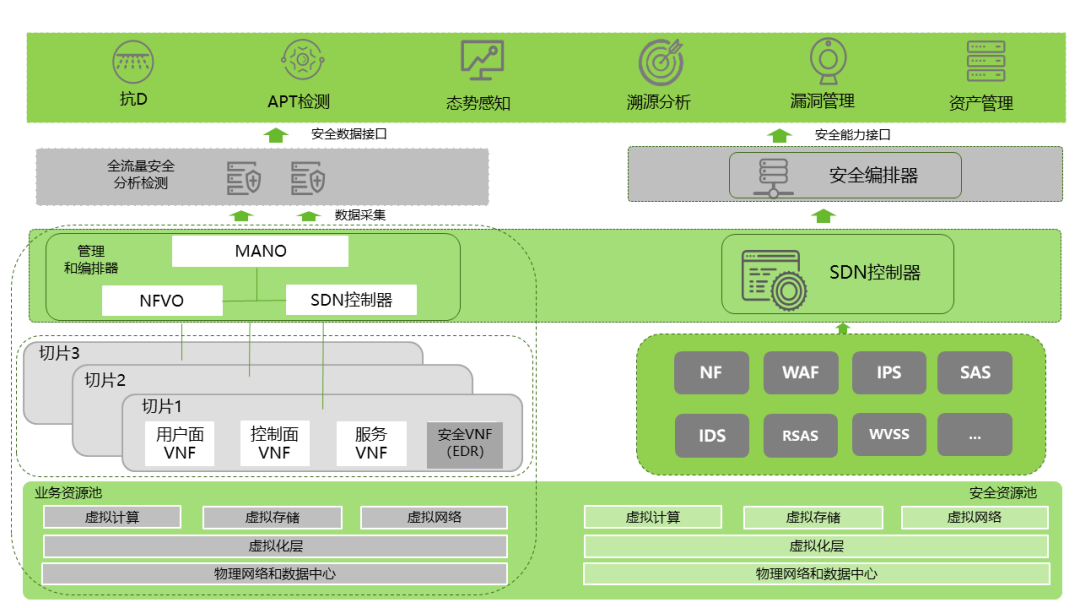 抗D
APT检测
态势感知
溯源分析
漏洞管理
资产管理
安全数据接口
安全能力接口
全流量安全
分析检测
安全编排器
数据采集
管理
和编排器
MANO
NFVO
SDN控制器
SDN控制器
切片3
切片2
切片1
用户面
VNF
控制面
VNF
服务
VNF
安全VNF
(EDR)
NF
WAF
IPS
SAS
IDS
RSAS
WVSS
...
业务资源池
虚拟计算
虚拟存储
虚拟网络
虚拟化层
物理网络和数据中心
安全资源池
虚拟计算
虚拟存储
虚拟网络
虚拟化层
物理网络和数据中心